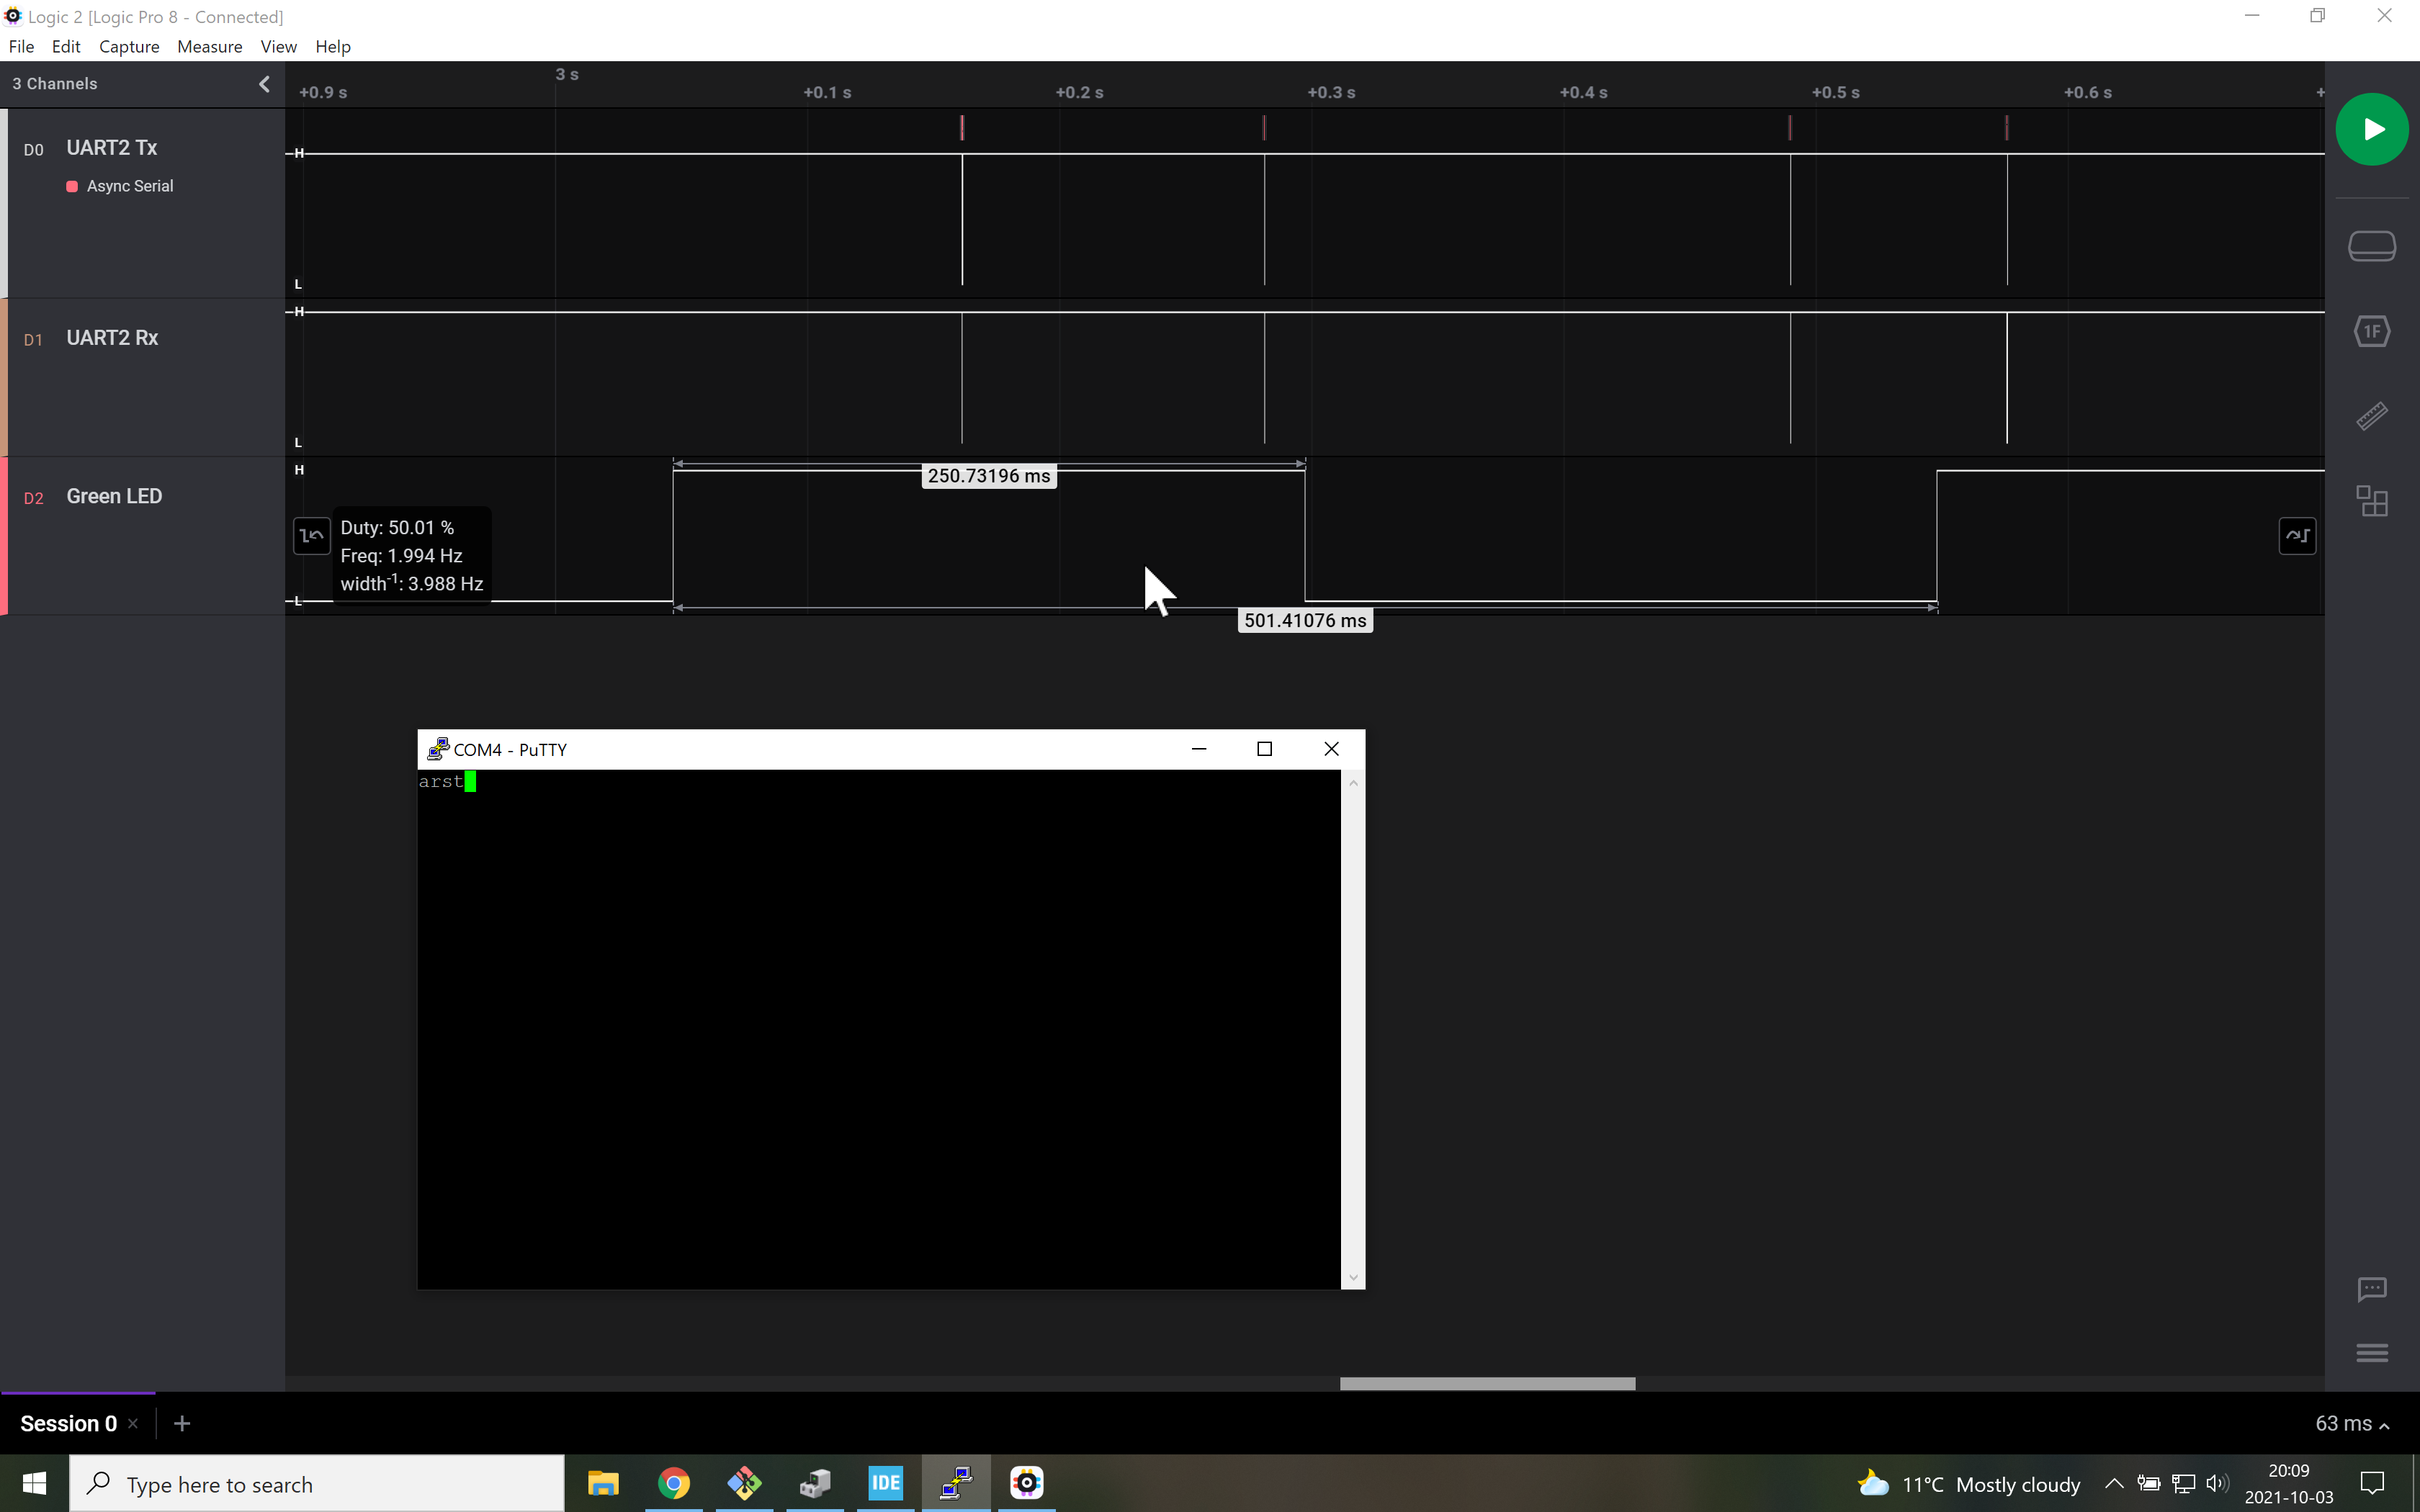 Logic 2 [Logic Pro 8 - Connected]
File Edit Capture Measure View Help
3 Channels
3 s
+0.9 s +0.1 s +0.2 s +0.3 s +0.4 s +0.5 s +0.6 s +
D0 UART2 Tx
Async Serial
H
L
D1 UART2 Rx
H
L
D2 Green LED
H
L
250.73196 ms
Duty: 50.01 %
Freq: 1.994 Hz
width⁻¹: 3.988 Hz
501.41076 ms
1F
COM4 - PuTTY
arst
Session 0
63 ms
Type here to search
IDE
11°C Mostly cloudy
20:09
2021-10-03